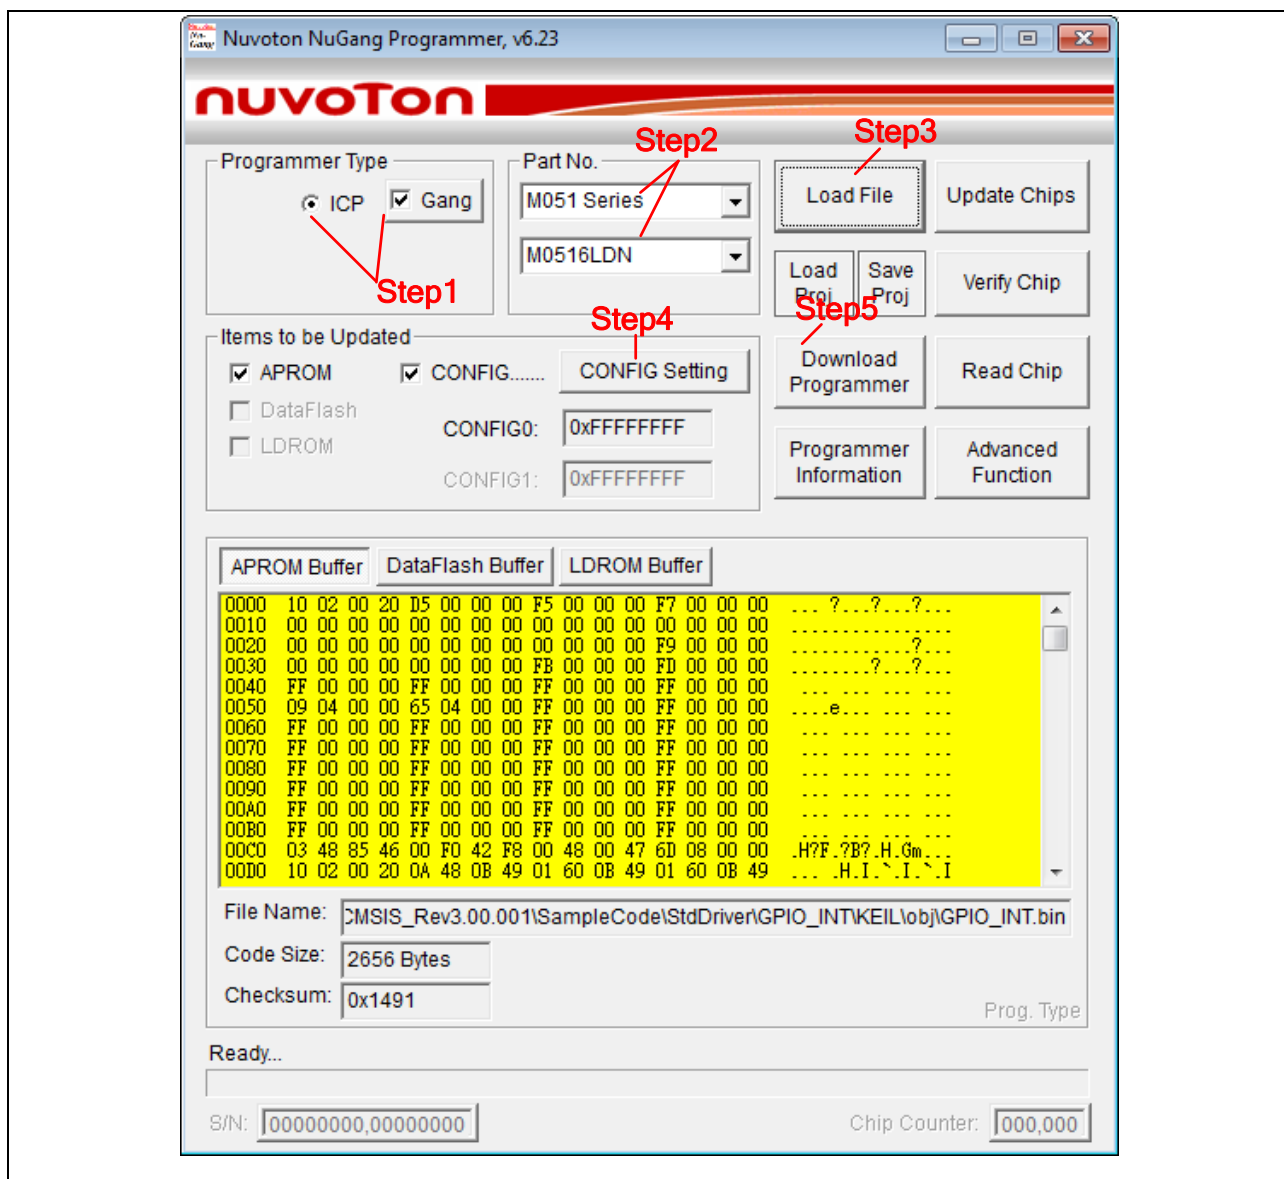 Nuvoton NuGang Programmer, v6.23
nuvoton
Step1
Step2
Step3
Step4
Step5
Programmer Type
ICP
Gang
Part No.
M051 Series
M0516LDN
Load File
Update Chips
Load Proj
Save Proj
Verify Chip
Items to be Updated
APROM
CONFIG.......
CONFIG Setting
DataFlash
LDROM
CONFIG0: 0xFFFFFFFF
CONFIG1: 0xFFFFFFFF
Download Programmer
Read Chip
Programmer Information
Advanced Function
APROM Buffer
DataFlash Buffer
LDROM Buffer
0000 10 02 00 20 D5 00 00 00 F5 00 00 00 F7 00 00 00 ... ?...?...?...
0010 00 00 00 00 00 00 00 00 00 00 00 00 00 00 00 00 ................
0020 00 00 00 00 00 00 00 00 00 00 00 00 F9 00 00 00 ............?...
0030 00 00 00 00 00 00 00 00 FB 00 00 00 FD 00 00 00 ........?...?...
0040 FF 00 00 00 FF 00 00 00 FF 00 00 00 FF 00 00 00 ... ... ... ...
0050 09 04 00 00 65 04 00 00 FF 00 00 00 FF 00 00 00 ....e... ... ...
0060 FF 00 00 00 FF 00 00 00 FF 00 00 00 FF 00 00 00 ... ... ... ...
0070 FF 00 00 00 FF 00 00 00 FF 00 00 00 FF 00 00 00 ... ... ... ...
0080 FF 00 00 00 FF 00 00 00 FF 00 00 00 FF 00 00 00 ... ... ... ...
0090 FF 00 00 00 FF 00 00 00 FF 00 00 00 FF 00 00 00 ... ... ... ...
00A0 FF 00 00 00 FF 00 00 00 FF 00 00 00 FF 00 00 00 ... ... ... ...
00B0 FF 00 00 00 FF 00 00 00 FF 00 00 00 FF 00 00 00 ... ... ... ...
00C0 03 48 85 46 00 F0 42 F8 00 48 00 47 6D 08 00 00 .H?F.?B?.H.Gm...
00D0 10 02 00 20 0A 48 0B 49 01 60 0B 49 01 60 0B 49 ... .H.I.`.I.`.I
File Name: CMSIS_Rev3.00.001\SampleCode\StdDriver\GPIO_INT\KEIL\obj\GPIO_INT.bin
Code Size: 2656 Bytes
Checksum: 0x1491
Prog. Type
Ready...
S/N: 00000000,00000000
Chip Counter: 000,000